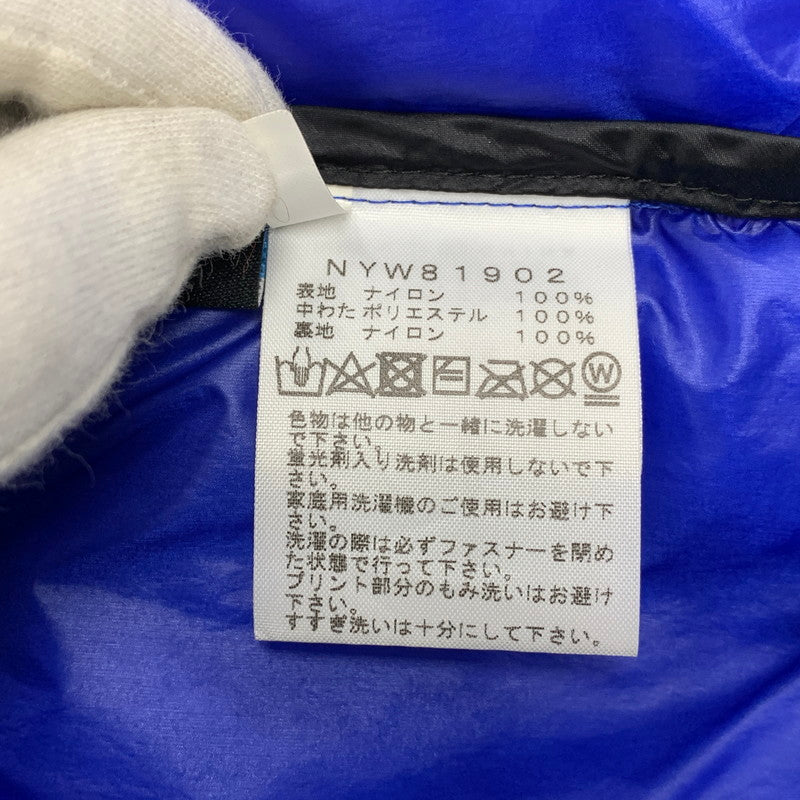 NYW81902
表地 ナイロン 100%
中わた ポリエステル 100%
裏地 ナイロン 100%
W
色物は他の物と一緒に洗濯しない
で下さい。
蛍光剤入り洗剤は使用しないで下
さい。
家庭用洗濯機のご使用はお避け下
さい。
洗濯の際は必ずファスナーを閉め
た状態で行って下さい。
プリント部分のもみ洗いはお避け
下さい。
すすぎ洗いは十分にして下さい。